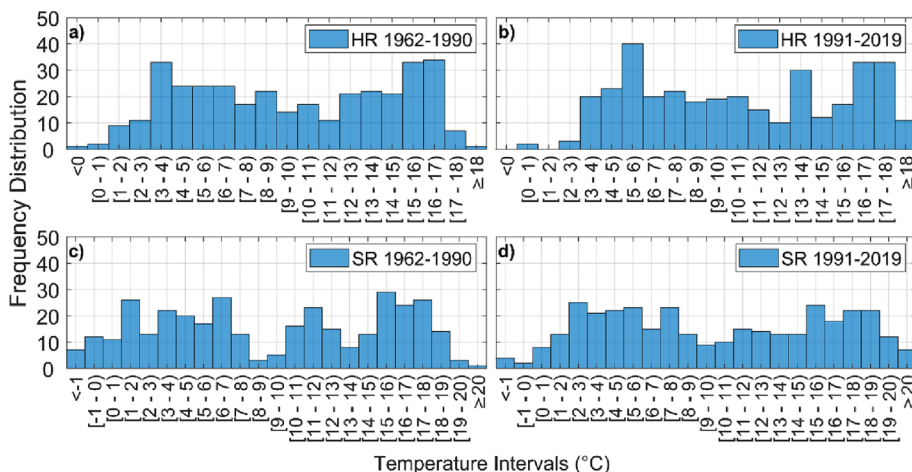 50
40
30
20
10
0
a)
HR 1962-1990
<0
[0 - 1)
[1 - 2)
[2 - 3)
[3 - 4)
[4 - 5)
[5 - 6)
[6 - 7)
[7 - 8)
[8 - 9)
[9 - 10)
[10 - 11)
[11 - 12)
[12 - 13)
[13 - 14)
[14 - 15)
[15 - 16)
[16 - 17)
[17 - 18)
≥18
b)
HR 1991-2019
<0
[0 - 1)
[1 - 2)
[2 - 3)
[3 - 4)
[4 - 5)
[5 - 6)
[6 - 7)
[7 - 8)
[8 - 9)
[9 - 10)
[10 - 11)
[11 - 12)
[12 - 13)
[13 - 14)
[14 - 15)
[15 - 16)
[16 - 17)
[17 - 18)
≥18
Frequency Distribution
50
40
30
20
10
0
c)
SR 1962-1990
<-1
[-1 - 0)
[0 - 1)
[1 - 2)
[2 - 3)
[3 - 4)
[4 - 5)
[5 - 6)
[6 - 7)
[7 - 8)
[8 - 9)
[9 - 10)
[10 - 11)
[11 - 12)
[12 - 13)
[13 - 14)
[14 - 15)
[15 - 16)
[16 - 17)
[17 - 18)
[18 - 19)
[19 - 20)
≥20
d)
SR 1991-2019
<-1
[-1 - 0)
[0 - 1)
[1 - 2)
[2 - 3)
[3 - 4)
[4 - 5)
[5 - 6)
[6 - 7)
[7 - 8)
[8 - 9)
[9 - 10)
[10 - 11)
[11 - 12)
[12 - 13)
[13 - 14)
[14 - 15)
[15 - 16)
[16 - 17)
[17 - 18)
[18 - 19)
[19 - 20)
≥20
Temperature Intervals (°C)